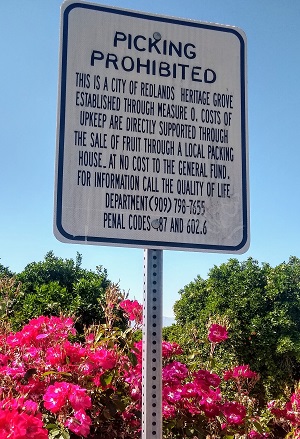 PICKING
PROHIBITED
THIS IS A CITY OF REDLANDS HERITAGE GROVE
ESTABLISHED THROUGH MEASURE O. COSTS OF
UPKEEP ARE DIRECTLY SUPPORTED THROUGH
THE SALE OF FRUIT THROUGH A LOCAL PACKING
HOUSE, AT NO COST TO THE GENERAL FUND.
FOR INFORMATION CALL THE QUALITY OF LIFE
DEPARTMENT(909) 798-7655
PENAL CODES 487 AND 602.6